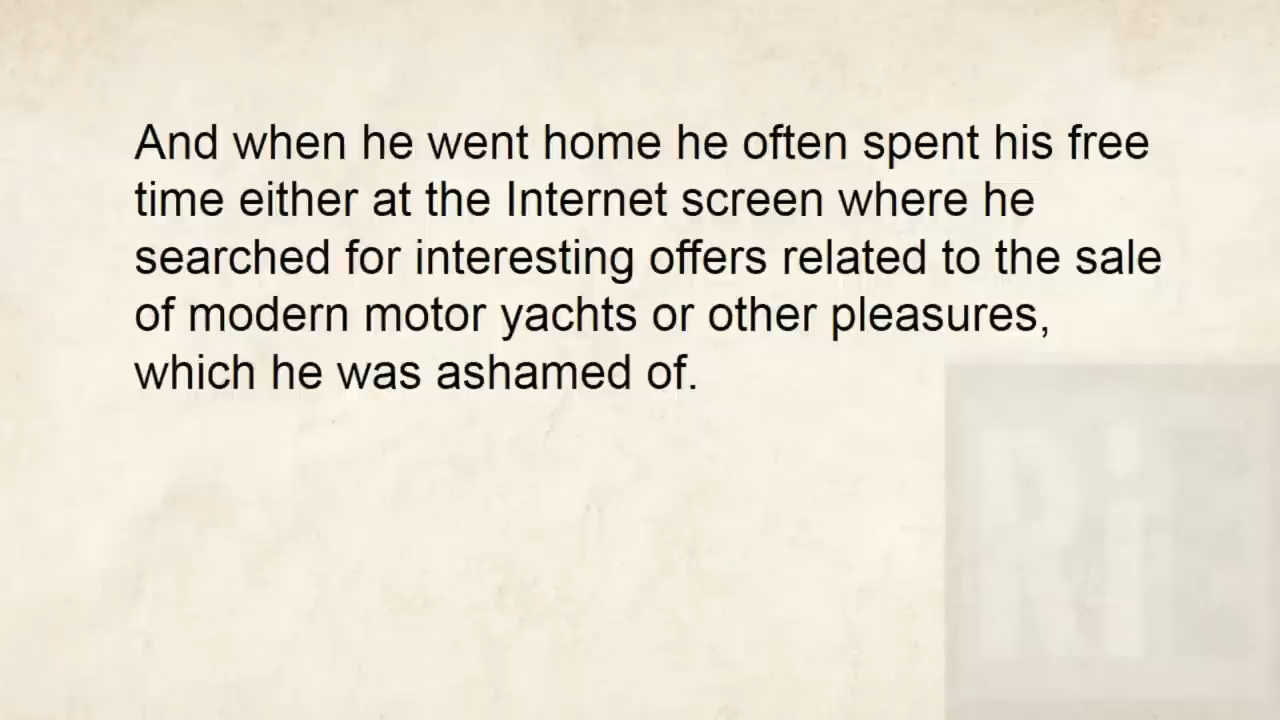 And when he went home he often spent his free
time either at the Internet screen where he
searched for interesting offers related to the sale
of modern motor yachts or other pleasures,
which he was ashamed of.
RiE